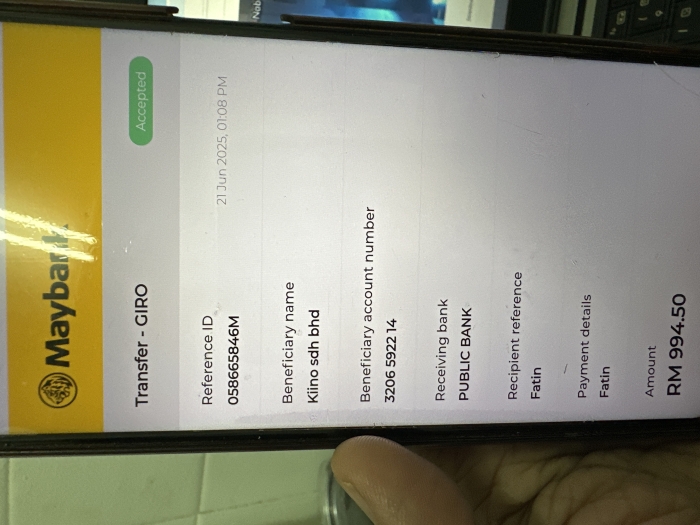 Maybank
Transfer - GIRO
Accepted
Reference ID
058665846M
21 Jun 2025, 01:08 PM
Beneficiary name
Kiino sdh bhd
Beneficiary account number
3206 5922 14
Receiving bank
PUBLIC BANK
Recipient reference
Fatin
Payment details
Fatin
Amount
RM 994.50